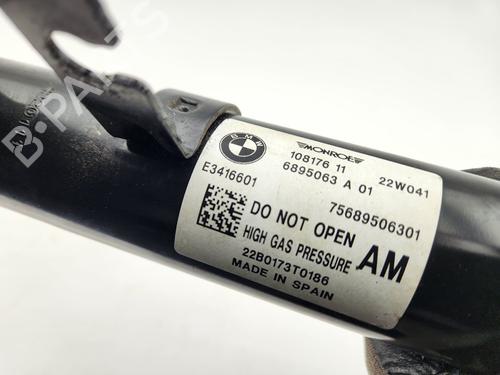 BMW
MONROE
108176 11
6895063 A 01
22W041
E3416601
75689506301
DO NOT OPEN
HIGH GAS PRESSURE
AM
22B0173T0186
MADE IN SPAIN
B-PARTS